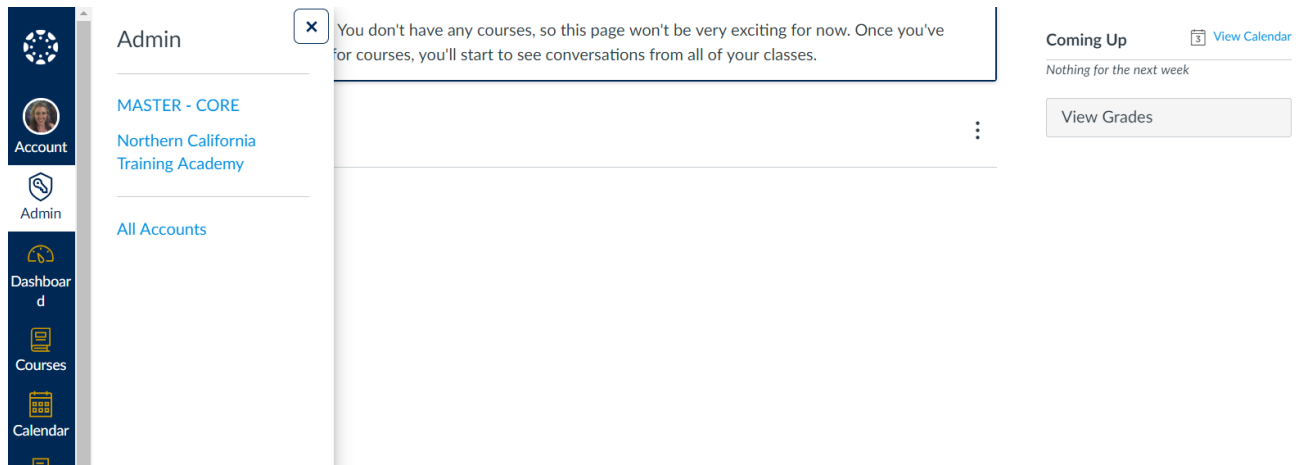 Account
Admin
Dashboar
d
Courses
Calendar
Admin
MASTER - CORE
Northern California
Training Academy
All Accounts
You don't have any courses, so this page won't be very exciting for now. Once you've
for courses, you'll start to see conversations from all of your classes.
Coming Up
3 View Calendar
Nothing for the next week
View Grades